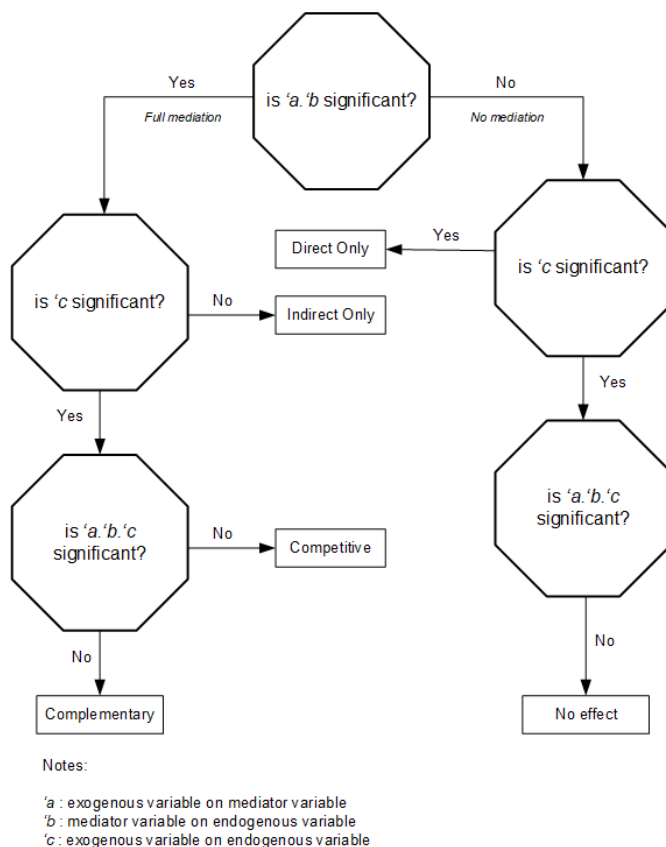 Yes
No
is ‘a.‘b significant?
Full mediation
No mediation
Direct Only
Yes
is ‘c significant?
is ‘c significant?
No
Indirect Only
Yes
Yes
is ‘a.‘b.‘c
significant?
is ‘a.‘b.‘c
significant?
No
Competitive
No
No
Complementary
No effect
Notes:
‘a : exogenous variable on mediator variable
‘b : mediator variable on endogenous variable
‘c : exogenous variable on endogenous variable